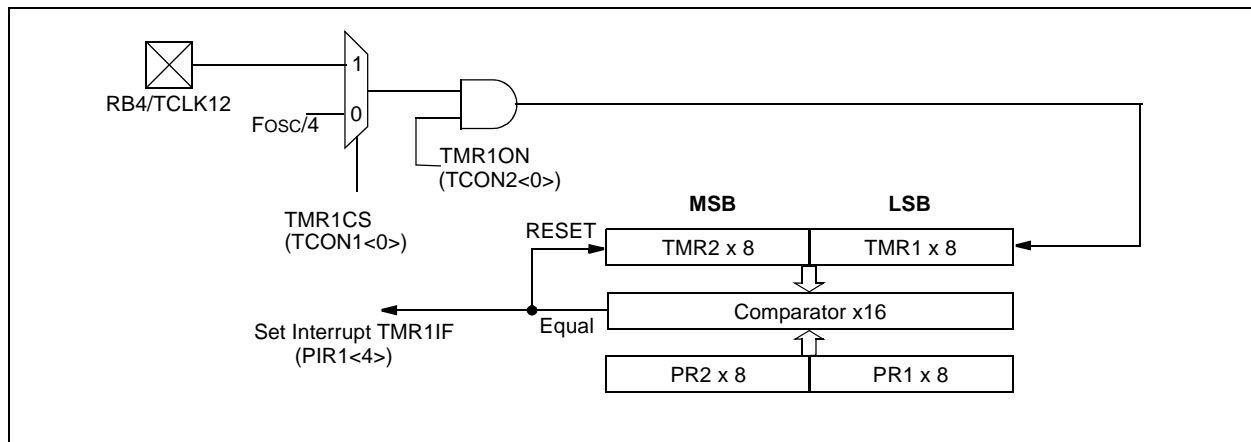 1
RB4/TCLK12
FOSC/4
0
TMR1ON
(TCON2<0>)
TMR1CS
(TCON1<0>)
MSB
LSB
RESET
TMR2 x 8
TMR1 x 8
Comparator x16
Equal
Set Interrupt TMR1IF
(PIR1<4>)
PR2 x 8
PR1 x 8